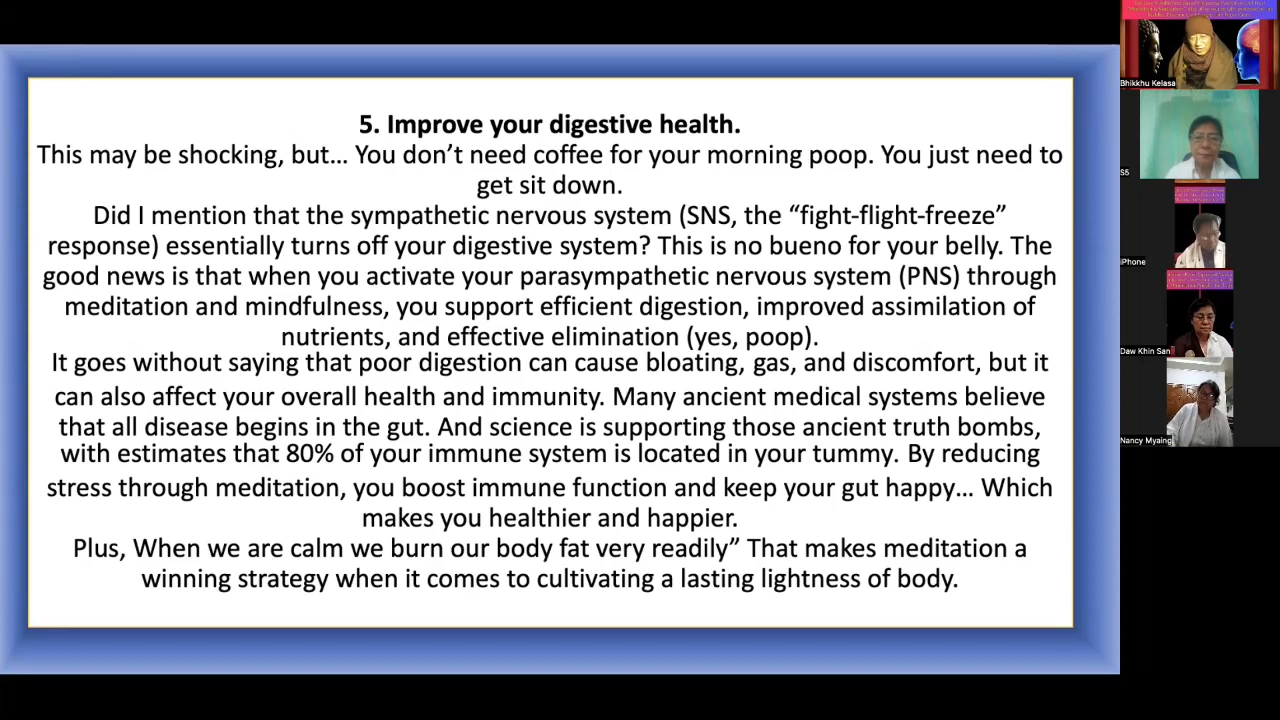 5. Improve your digestive health.
This may be shocking, but… You don’t need coffee for your morning poop. You just need to
get sit down.
Did I mention that the sympathetic nervous system (SNS, the “fight-flight-freeze”
response) essentially turns off your digestive system? This is no bueno for your belly. The
good news is that when you activate your parasympathetic nervous system (PNS) through
meditation and mindfulness, you support efficient digestion, improved assimilation of
nutrients, and effective elimination (yes, poop).
It goes without saying that poor digestion can cause bloating, gas, and discomfort, but it
can also affect your overall health and immunity. Many ancient medical systems believe
that all disease begins in the gut. And science is supporting those ancient truth bombs,
with estimates that 80% of your immune system is located in your tummy. By reducing
stress through meditation, you boost immune function and keep your gut happy… Which
makes you healthier and happier.
Plus, When we are calm we burn our body fat very readily” That makes meditation a
winning strategy when it comes to cultivating a lasting lightness of body.
Bhikkhu Kelasa
S5
iPhone
Daw Khin San
Nancy Myaing